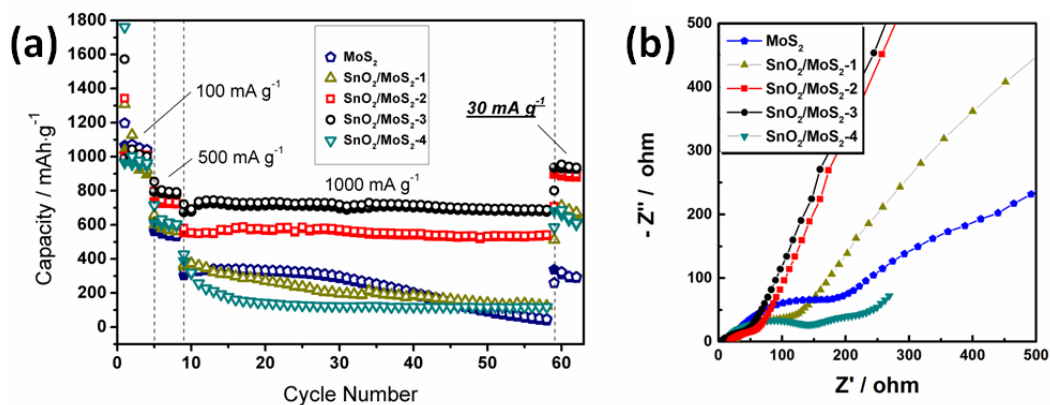 (a)
1800
1600
1400
1200
1000
800
600
400
200
0
Capacity / mAh·g⁻¹
0 10 20 30 40 50 60
Cycle Number
100 mA g⁻¹
500 mA g⁻¹
1000 mA g⁻¹
30 mA g⁻¹
MoS₂
SnO₂/MoS₂-1
SnO₂/MoS₂-2
SnO₂/MoS₂-3
SnO₂/MoS₂-4
(b)
500
400
300
200
100
0
- Z'' / ohm
0 100 200 300 400 500
Z' / ohm
MoS₂
SnO₂/MoS₂-1
SnO₂/MoS₂-2
SnO₂/MoS₂-3
SnO₂/MoS₂-4